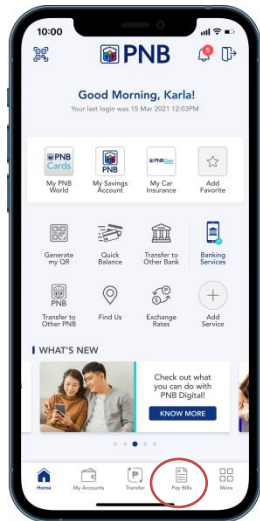 10:00
PNB
5
Good Morning, Karla!
Your last login was 15 Mar 2021 12:03PM
PNB
Cards
PNB
My PNB
World
My Savings
Account
My Car
Insurance
Add
Favorite
Generate
my QR
Quick
Balance
Transfer to
Other Bank
Banking
Services
PNB
Transfer to
Other PNB
Find Us
Exchange
Rates
Add
Service
WHAT'S NEW
Check out what
you can do with
PNB Digital!
KNOW MORE
Home
My Accounts
Transfer
Pay Bills
More